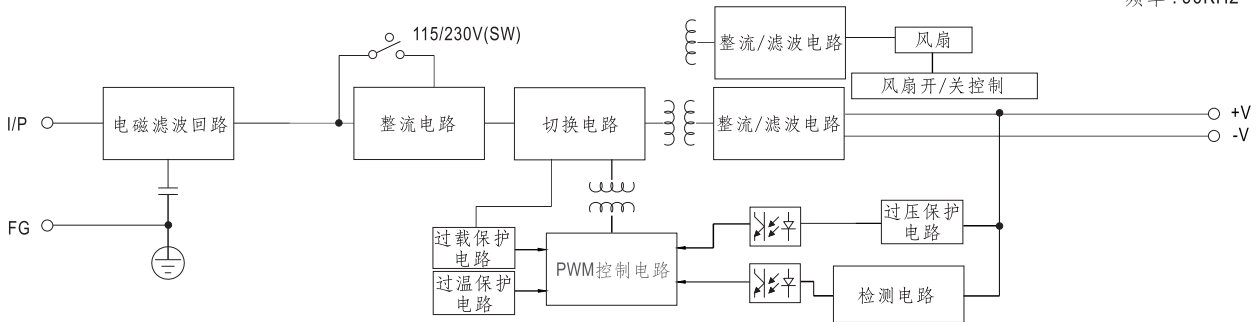 115/230V(SW)
整流/滤波电路
风扇
风扇开/关控制
I/P
电磁滤波回路
整流电路
切换电路
整流/滤波电路
+V
-V
FG
过载保护
电路
过温保护
电路
PWM控制电路
过压保护
电路
检测电路